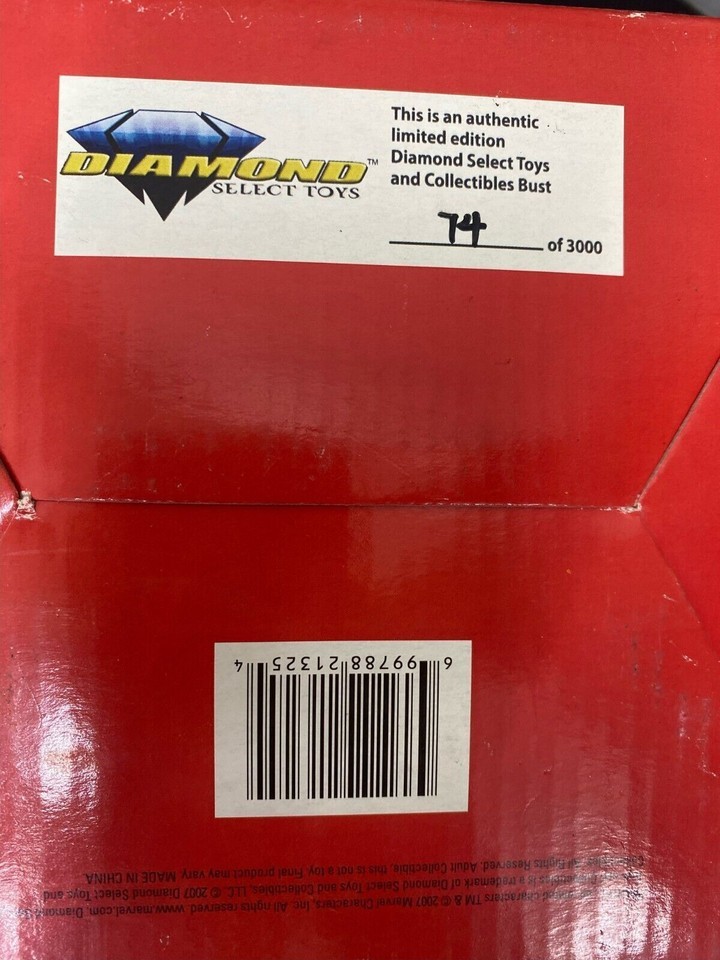 DIAMOND™
SELECT TOYS
This is an authentic
limited edition
Diamond Select Toys
and Collectibles Bust
74 of 3000
6 99788 21325 4
characters TM & © 2007 Marvel Characters, Inc. All rights reserved. www.marvel.com. Diamond
is a trademark of Diamond Select Toys and Collectibles, LLC. © 2007 Diamond Select Toys and
All Rights Reserved. Adult Collectible, this is not a toy. Final product may vary. MADE IN CHINA.